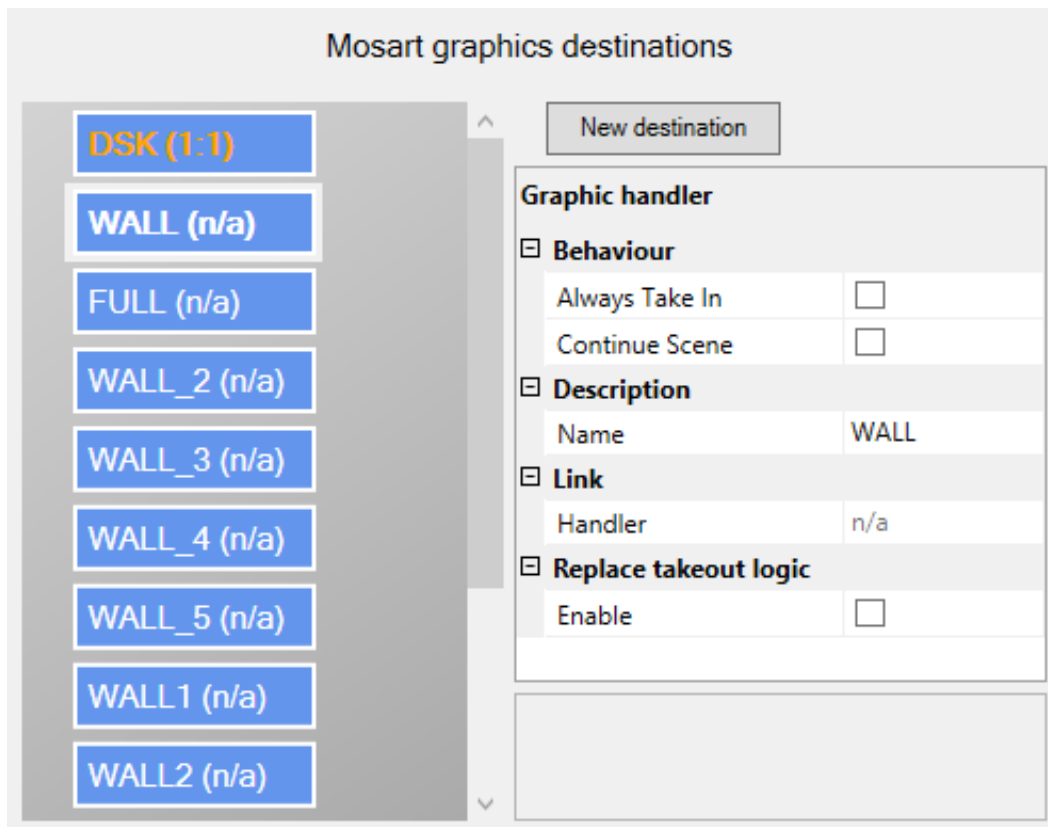 Mosart graphics destinations
DSK (1:1)
WALL (n/a)
FULL (n/a)
WALL_2 (n/a)
WALL_3 (n/a)
WALL_4 (n/a)
WALL_5 (n/a)
WALL1 (n/a)
WALL2 (n/a)
New destination
Graphic handler
Behaviour
Always Take In
Continue Scene
Description
Name WALL
Link
Handler n/a
Replace takeout logic
Enable